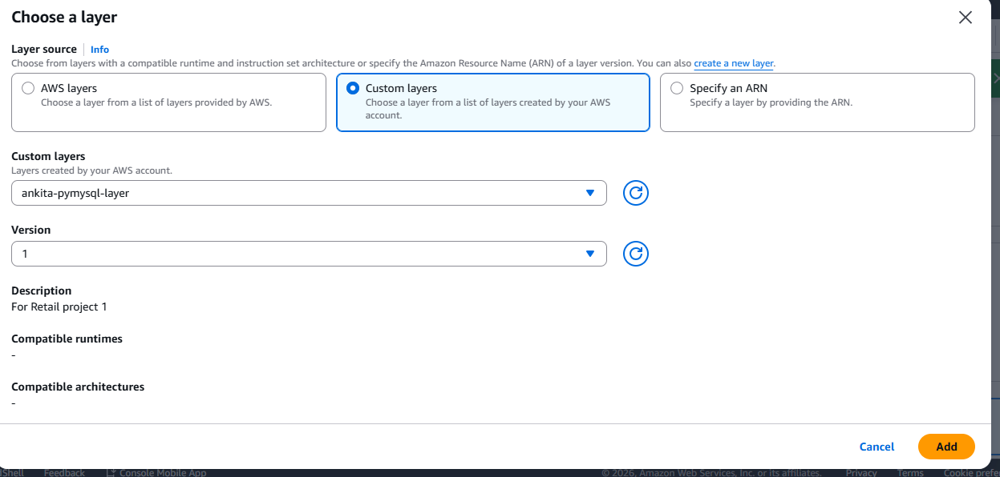 Choose a layer
Layer source
Info
Choose from layers with a compatible runtime and instruction set architecture or specify the Amazon Resource Name (ARN) of a layer version. You can also create a new layer.
AWS layers
Choose a layer from a list of layers provided by AWS.
Custom layers
Choose a layer from a list of layers created by your AWS
account.
Specify an ARN
Specify a layer by providing the ARN.
Custom layers
Layers created by your AWS account.
ankita-pymysql-layer
Version
1
Description
For Retail project 1
Compatible runtimes
-
Compatible architectures
-
Cancel
Add
Feedback
Console Mobile App
© 2026, Amazon Web Services, Inc. or its affiliates.
Privacy
Terms
Cookie